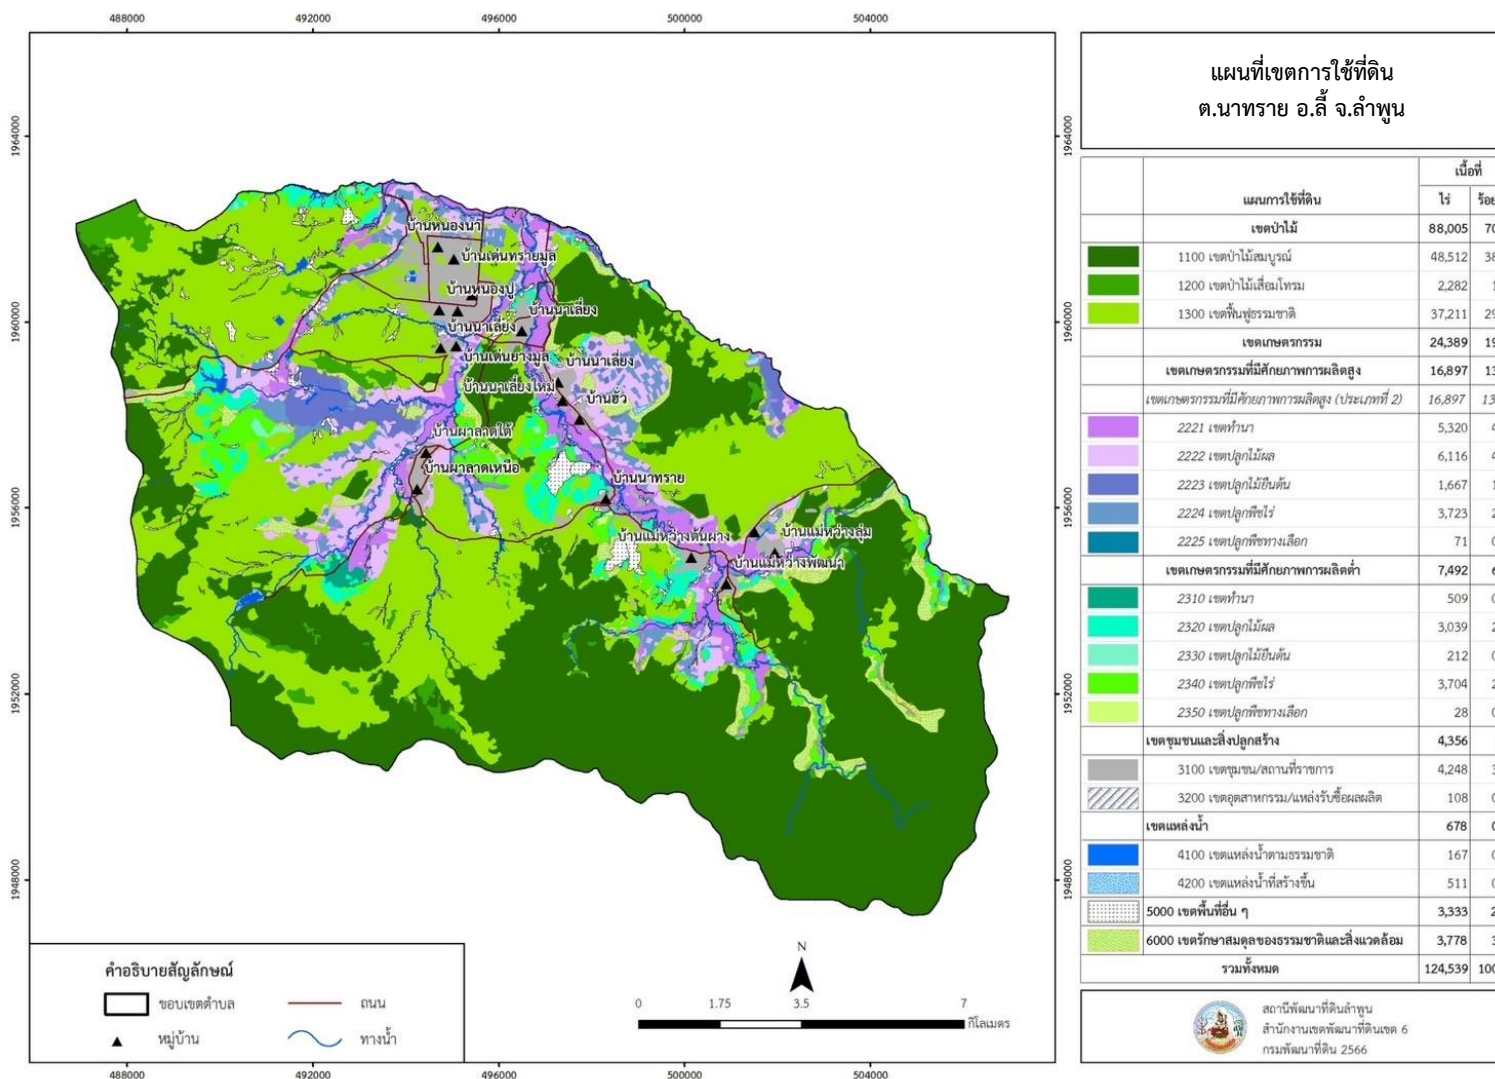 แผนที่เขตการใช้ที่ดิน
ต.นาทราย อ.ลี้ จ.ลำพูน
488000 492000 496000 500000 504000
1964000 1964000
1960000 1960000
1956000 1956000
1952000 1952000
1948000 1948000
บ้านหนองนา
บ้านเด่นทรายมูล
บ้านหนองปู
บ้านนาเลี่ยง
บ้านนาเลี่ยง
บ้านเด่นยางมูล
บ้านนาเลี่ยง
บ้านนาเลี่ยงใหม่
บ้านฮั่ว
บ้านผาลาดใต้
บ้านผาลาดเหนือ
บ้านนาทราย
บ้านแม่หว่างต้นผาง
บ้านแม่หว่างลุ่ม
บ้านแม่หว่างพัฒนา
คำอธิบายสัญลักษณ์
ขอบเขตตำบล ถนน
หมู่บ้าน ทางน้ำ
N
0 1.75 3.5 7
กิโลเมตร
488000 492000 496000 500000 504000
เนื้อที่
แผนการใช้ที่ดิน ไร่ ร้อย
เขตป่าไม้ 88,005 70
1100 เขตป่าไม้สมบูรณ์ 48,512 38
1200 เขตป่าไม้เสื่อมโทรม 2,282 1
1300 เขตฟื้นฟูธรรมชาติ 37,211 29
เขตเกษตรกรรม 24,389 19
เขตเกษตรกรรมที่มีศักยภาพการผลิตสูง 16,897 13
เขตเกษตรกรรมที่มีศักยภาพการผลิตสูง (ประเภทที่ 2) 16,897 13
2221 เขตทำนา 5,320 4
2222 เขตปลูกไม้ผล 6,116 4
2223 เขตปลูกไม้ยืนต้น 1,667 1
2224 เขตปลูกพืชไร่ 3,723 2
2225 เขตปลูกพืชทางเลือก 71 0
เขตเกษตรกรรมที่มีศักยภาพการผลิตต่ำ 7,492 6
2310 เขตทำนา 509 0
2320 เขตปลูกไม้ผล 3,039 2
2330 เขตปลูกไม้ยืนต้น 212 0
2340 เขตปลูกพืชไร่ 3,704 2
2350 เขตปลูกพืชทางเลือก 28 0
เขตชุมชนและสิ่งปลูกสร้าง 4,356
3100 เขตชุมชน/สถานที่ราชการ 4,248 3
3200 เขตอุตสาหกรรม/แหล่งรับซื้อผลผลิต 108 0
เขตแหล่งน้ำ 678 0
4100 เขตแหล่งน้ำตามธรรมชาติ 167 0
4200 เขตแหล่งน้ำที่สร้างขึ้น 511 0
5000 เขตพื้นที่อื่น ๆ 3,333 2
6000 เขตรักษาสมดุลของธรรมชาติและสิ่งแวดล้อม 3,778 3
รวมทั้งหมด 124,539 100
สถานีพัฒนาที่ดินลำพูน
สำนักงานเขตพัฒนาที่ดินเขต 6
กรมพัฒนาที่ดิน 2566